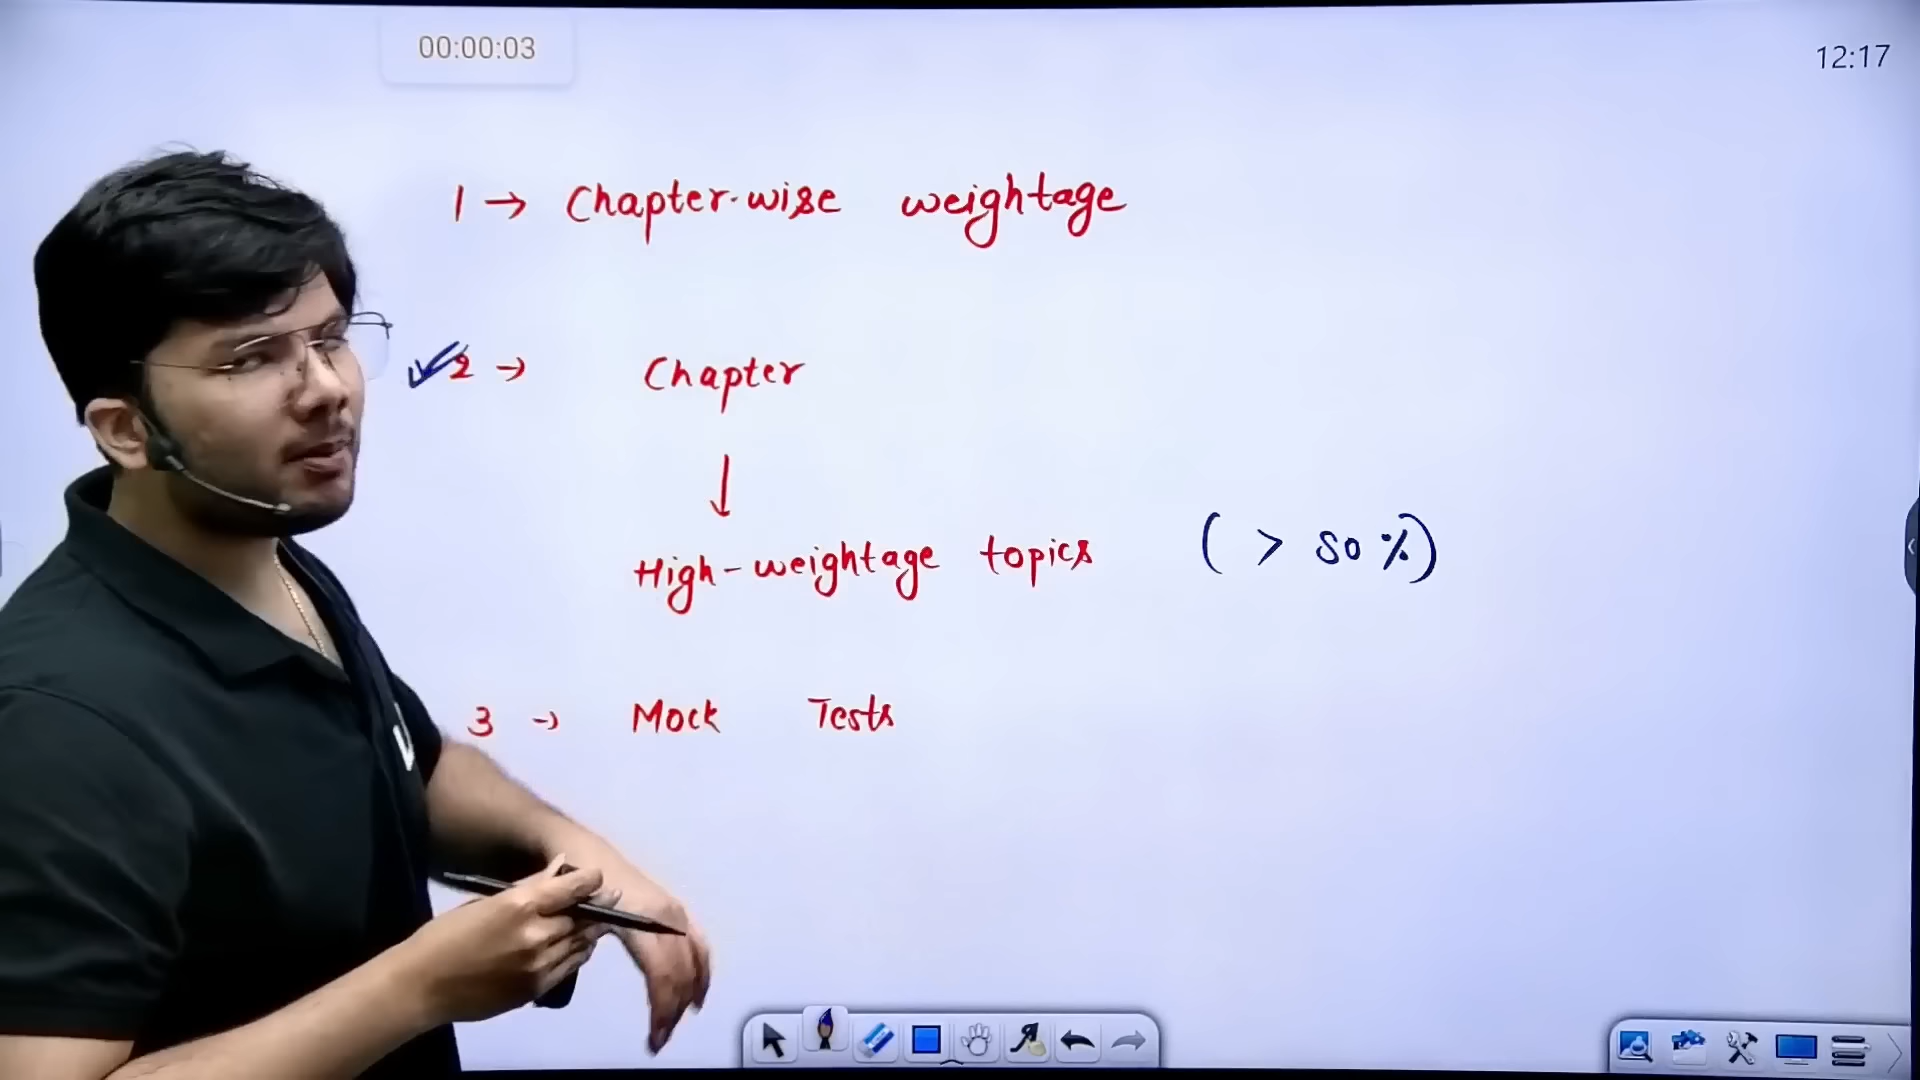 00:00:03
12:17
1 → Chapter-wise weightage
2 → Chapter
↓
High-weightage topics ( > 80 %)
3 → Mock Tests